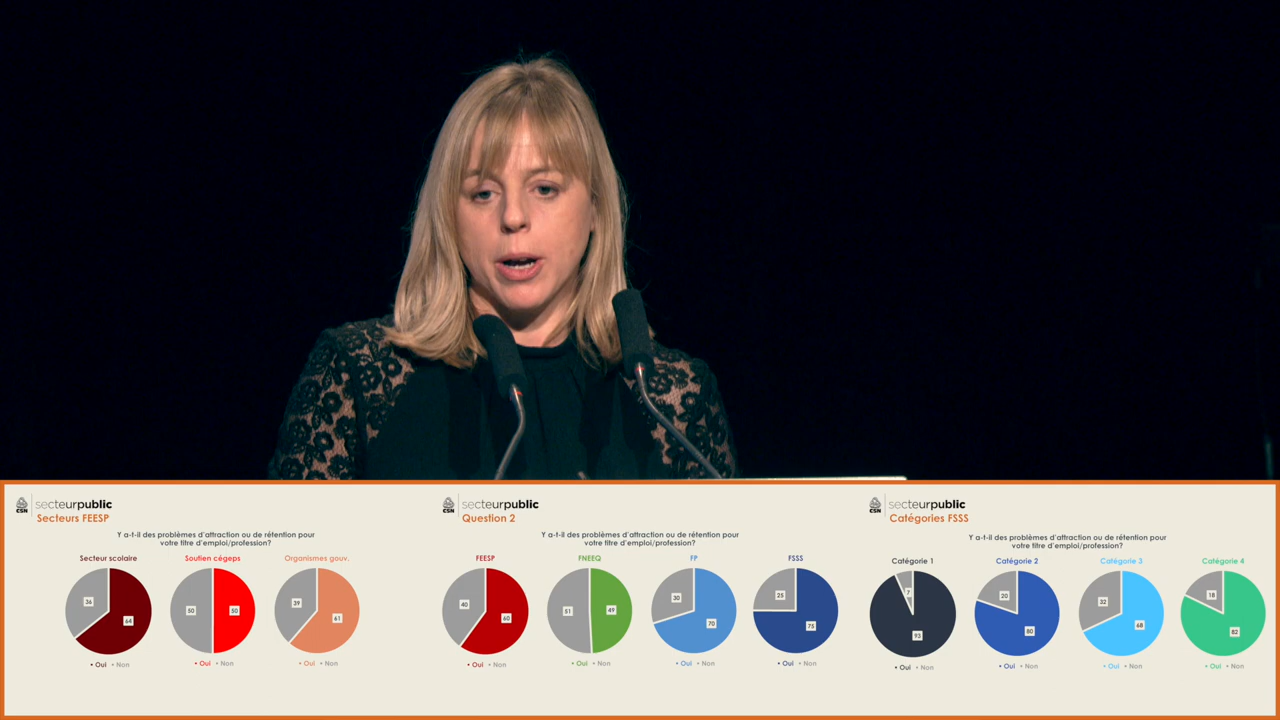 CSN
secteurpublic
Secteurs FEESP
Y a-t-il des problèmes d'attraction ou de rétention pour
votre titre d'emploi/profession?
Secteur scolaire
36
64
• Oui • Non
Soutien cégeps
50
50
• Oui • Non
Organismes gouv.
39
61
• Oui • Non
CSN
secteurpublic
Question 2
Y a-t-il des problèmes d'attraction ou de rétention pour
votre titre d'emploi/profession?
FEESP
40
60
• Oui • Non
FNEEQ
51
49
• Oui • Non
FP
30
70
• Oui • Non
FSSS
25
75
• Oui • Non
CSN
secteurpublic
Catégories FSSS
Y a-t-il des problèmes d'attraction ou de rétention pour
votre titre d'emploi/profession?
Catégorie 1
7
93
• Oui • Non
Catégorie 2
20
80
• Oui • Non
Catégorie 3
32
68
• Oui • Non
Catégorie 4
18
82
• Oui • Non